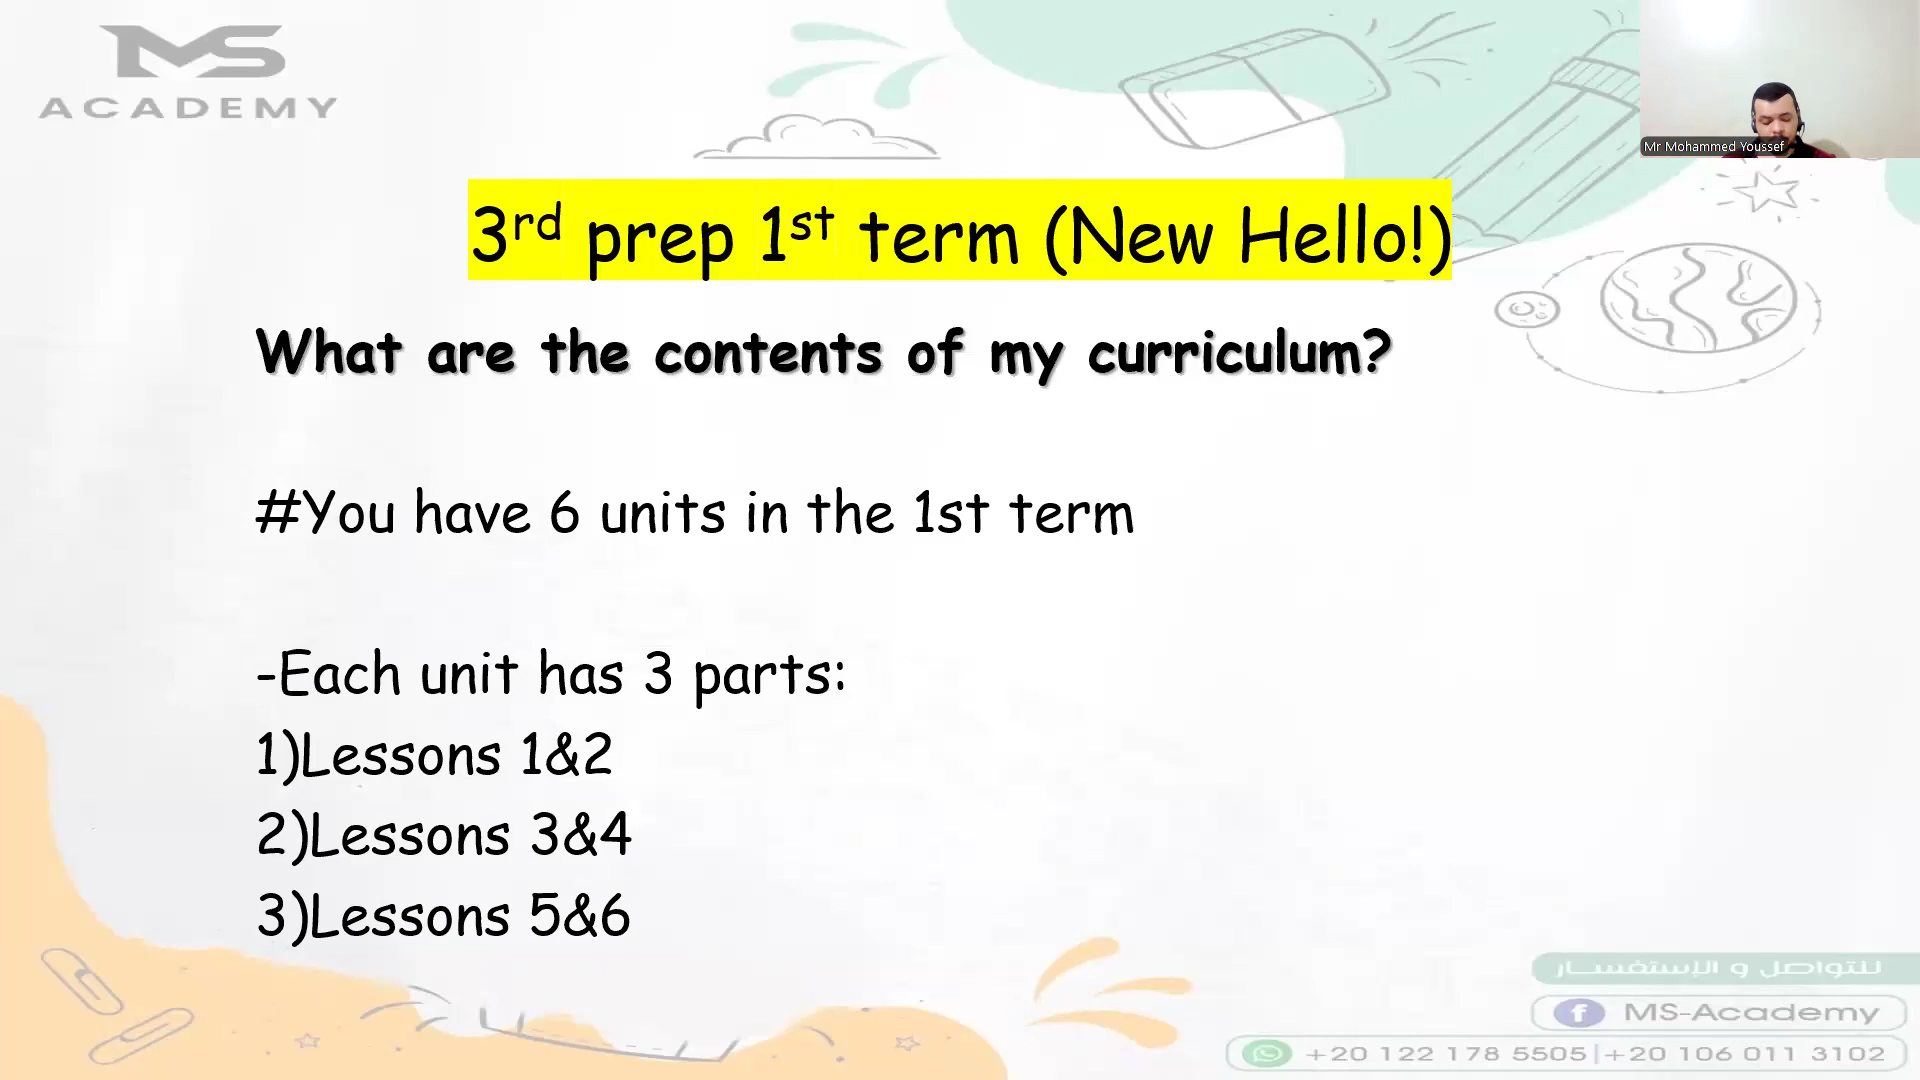 MS
ACADEMY
Mr Mohammed Youssef
3rd prep 1st term (New Hello!)
What are the contents of my curriculum?
#You have 6 units in the 1st term
-Each unit has 3 parts:
1)Lessons 1&2
2)Lessons 3&4
3)Lessons 5&6
للتواصل و الإستفسار
MS-Academy
+20 122 178 5505 | +20 106 011 3102